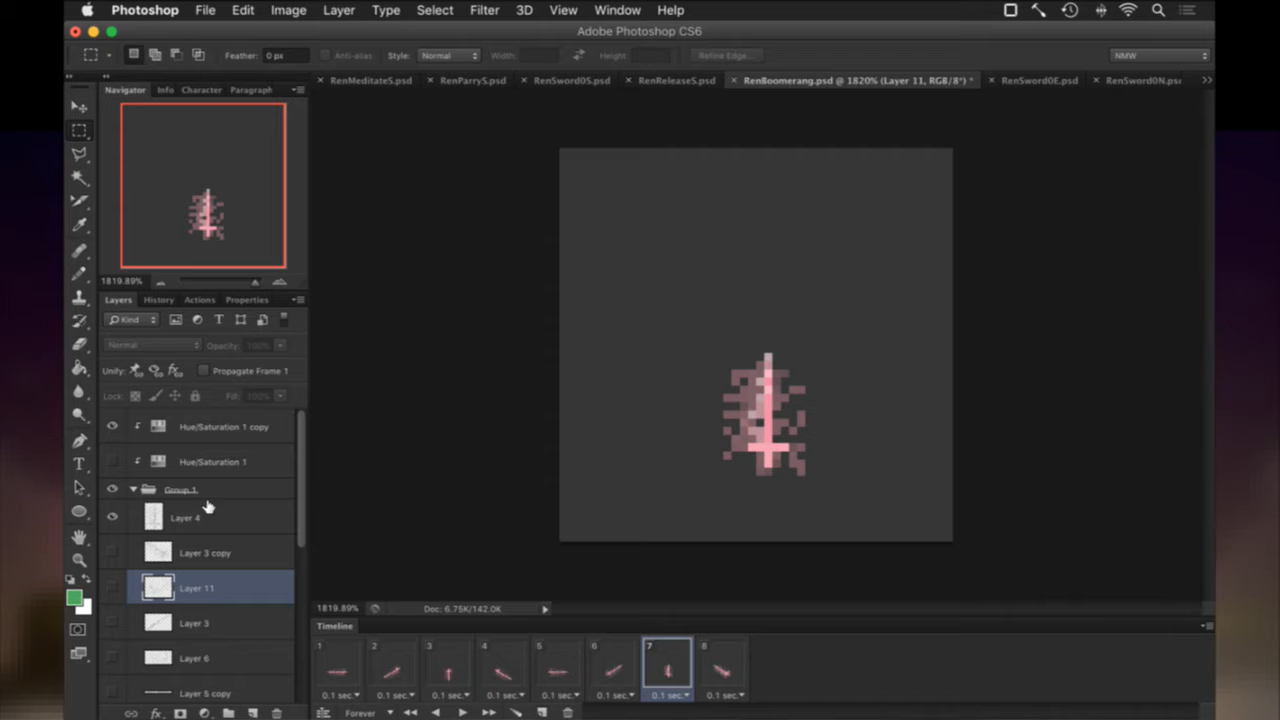 Photoshop File Edit Image Layer Type Select Filter 3D View Window Help
Adobe Photoshop CS6
Feather: 0 px Anti-alias Style: Normal Width: Height: Refine Edge... NMW
RenMeditateS.psd RenParryS.psd RenSword0S.psd RenReleaseS.psd RenBoomerang.psd @ 1820% (Layer 11, RGB/8*) * RenSword0E.psd RenSword0N.psd
Navigator Info Character Paragraph
1819.89%
Layers History Actions Properties
Kind
Normal Opacity: 100%
Unify: Propagate Frame 1
Lock: Fill: 100%
Hue/Saturation 1 copy
Hue/Saturation 1
Group 1
Layer 4
Layer 3 copy
Layer 11
Layer 3
Layer 6
Layer 5 copy
1819.89% Doc: 6.75K/142.0K
Timeline
1 2 3 4 5 6 7 8
0.1 sec. 0.1 sec. 0.1 sec. 0.1 sec. 0.1 sec. 0.1 sec. 0.1 sec. 0.1 sec.
Forever